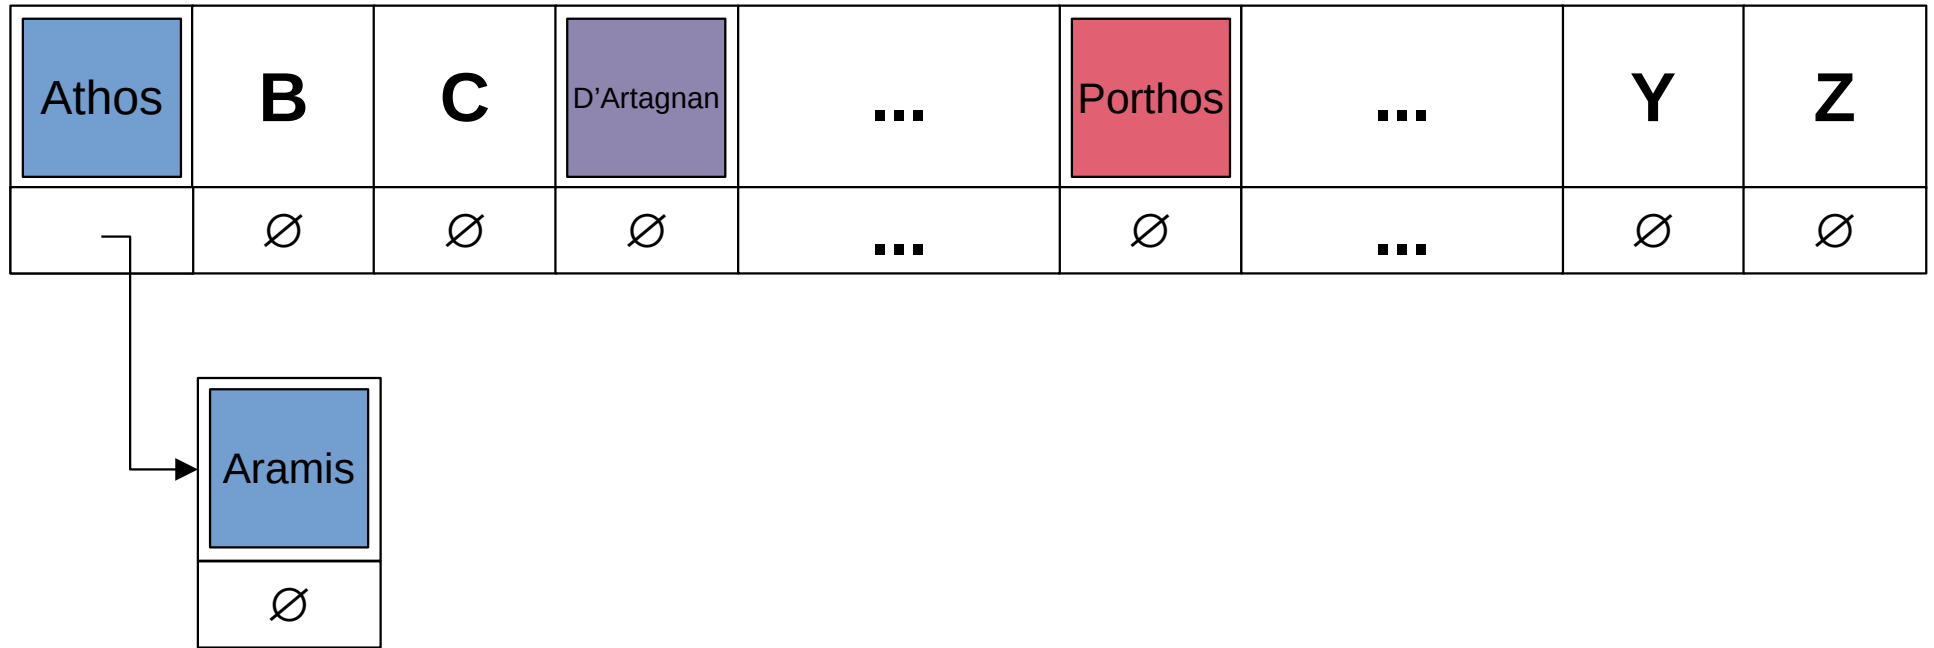 Athos B C D’Artagnan ... Porthos ... Y Z
∅ ∅ ∅ ... ∅ ... ∅ ∅
Aramis
∅